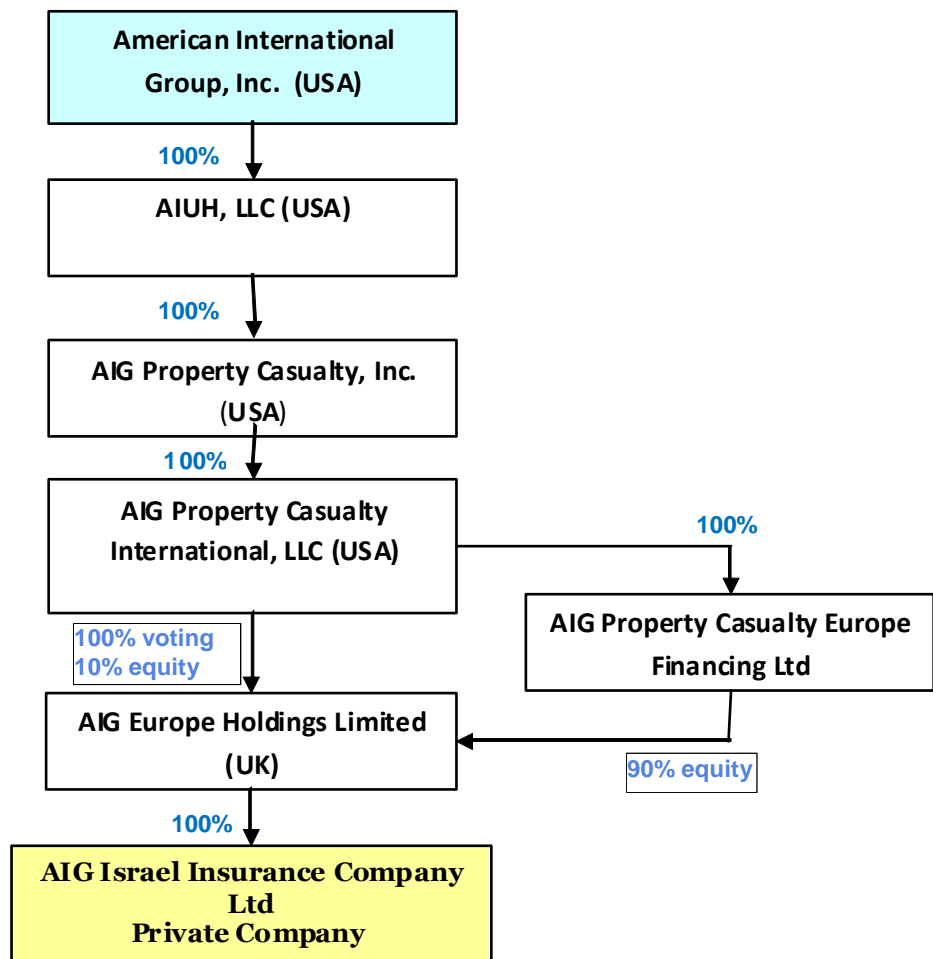 American International
Group, Inc. (USA)
100%
AIUH, LLC (USA)
100%
AIG Property Casualty, Inc.
(USA)
100%
AIG Property Casualty
International, LLC (USA)
100%
AIG Property Casualty Europe
Financing Ltd
100% voting
10% equity
AIG Europe Holdings Limited
(UK)
90% equity
100%
AIG Israel Insurance Company
Ltd
Private Company